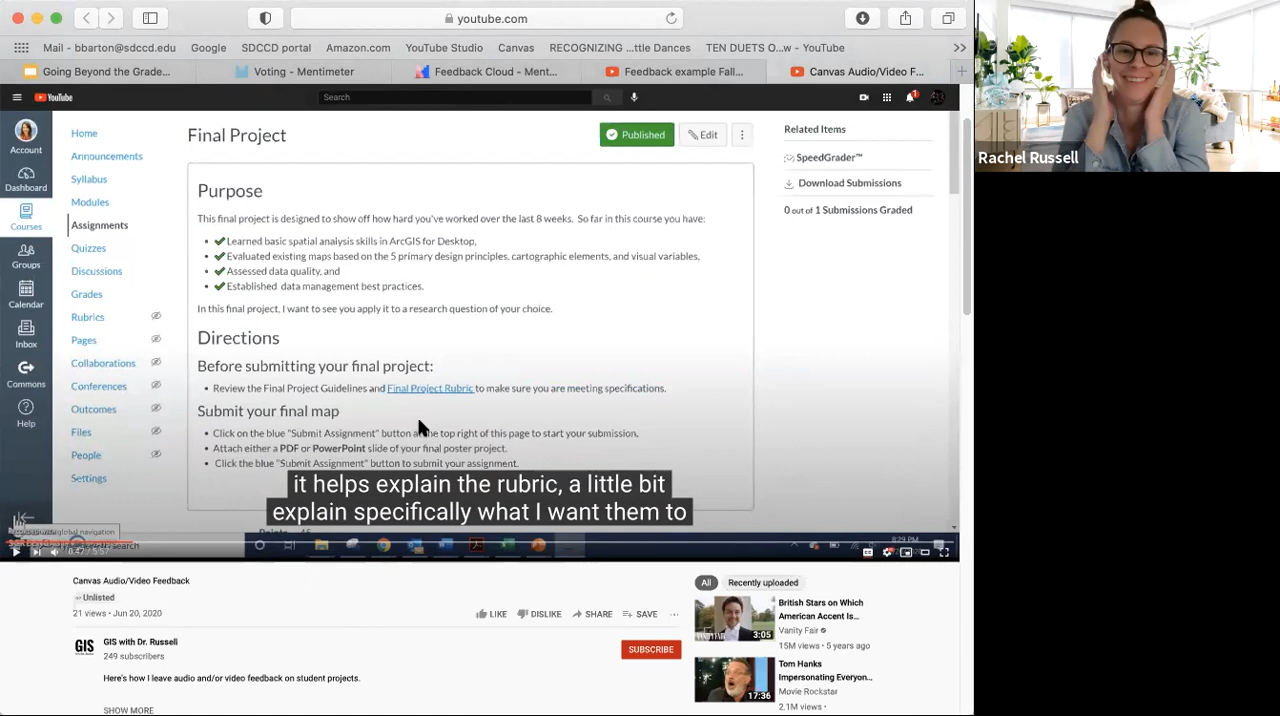 youtube.com
Mail - bbarton@sdccd.edu
Google
SDCCD portal
Amazon.com
YouTube Studio
Canvas
RECOGNIZING ...ttle Dances
TEN DUETS O...w - YouTube
Going Beyond the Grade...
Voting - Mentimeter
Feedback Cloud - Ment...
Feedback example Fall...
Canvas Audio/Video F...
YouTube
Search
1
Account
Dashboard
Courses
Groups
Calendar
Inbox
Commons
Help
Home
Announcements
Syllabus
Modules
Assignments
Quizzes
Discussions
Grades
Rubrics
Pages
Collaborations
Conferences
Outcomes
Files
People
Settings
Final Project
Published
Edit
Purpose
This final project is designed to show off how hard you've worked over the last 8 weeks. So far in this course you have:
Learned basic spatial analysis skills in ArcGIS for Desktop,
Evaluated existing maps based on the 5 primary design principles, cartographic elements, and visual variables,
Assessed data quality, and
Established data management best practices.
In this final project, I want to see you apply it to a research question of your choice.
Directions
Before submitting your final project:
Review the Final Project Guidelines and Final Project Rubric to make sure you are meeting specifications.
Submit your final map
Click on the blue "Submit Assignment" button at the top right of this page to start your submission.
Attach either a PDF or PowerPoint slide of your final poster project.
Click the blue "Submit Assignment" button to submit your assignment.
it helps explain the rubric, a little bit
explain specifically what I want them to
Related Items
SpeedGrader™
Download Submissions
0 out of 1 Submissions Graded
global navigation
search
0:47 / 5:57
8:29 PM
Canvas Audio/Video Feedback
Unlisted
21 views • Jun 20, 2020
LIKE
DISLIKE
SHARE
SAVE
GIS
GIS with Dr. Russell
249 subscribers
SUBSCRIBE
Here's how I leave audio and/or video feedback on student projects.
SHOW MORE
All
Recently uploaded
3:05
British Stars on Which
American Accent Is...
Vanity Fair
15M views • 5 years ago
17:36
Tom Hanks
Impersonating Everyon...
Movie Rockstar
2.1M views •
Rachel Russell